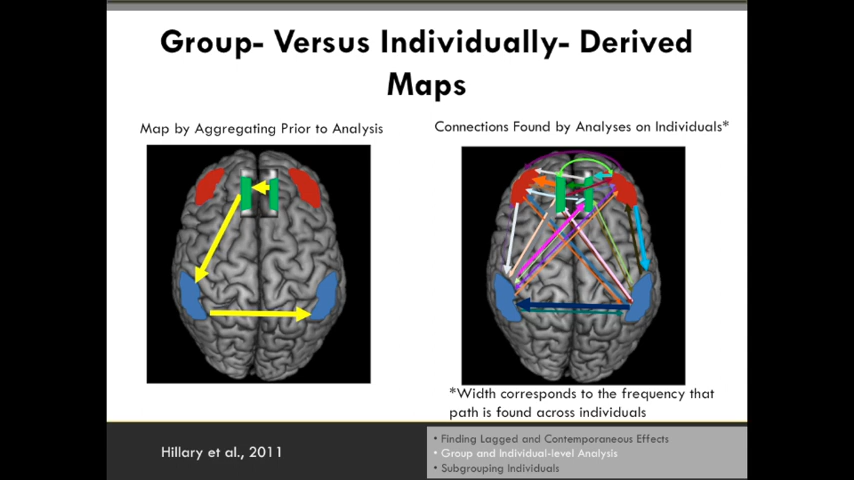 Group- Versus Individually- Derived
Maps
Map by Aggregating Prior to Analysis
Connections Found by Analyses on Individuals*
*Width corresponds to the frequency that
path is found across individuals
Hillary et al., 2011
• Finding Lagged and Contemporaneous Effects
• Group and Individual-level Analysis
• Subgrouping Individuals